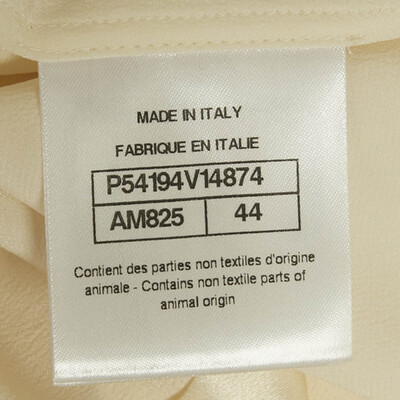 MADE IN ITALY
FABRIQUE EN ITALIE
P54194V14874
AM825 44
Contient des parties non textiles d'origine
animale - Contains non textile parts of
animal origin